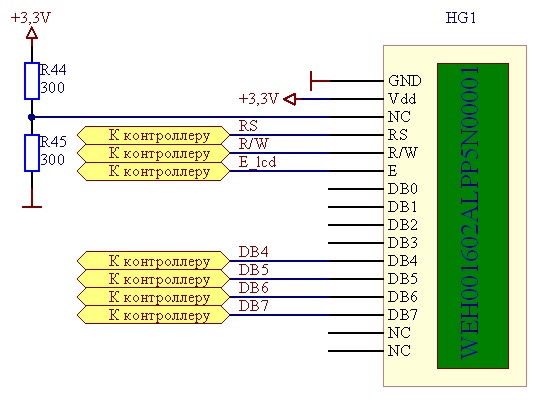 HG1
+3,3V
R44
300
R45
300
+3,3V
GND
Vdd
NC
К контроллеру RS RS
К контроллеру R/W R/W
К контроллеру E_lcd E
DB0
DB1
DB2
DB3
К контроллеру DB4 DB4
К контроллеру DB5 DB5
К контроллеру DB6 DB6
К контроллеру DB7 DB7
NC
NC
WEH001602ALPP5N00001